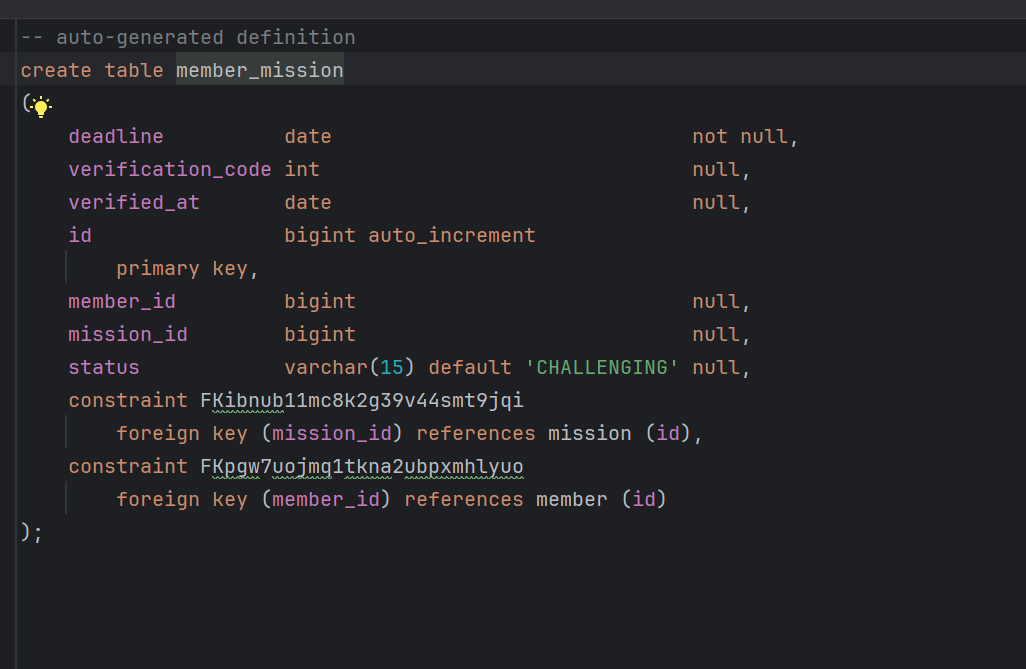 -- auto-generated definition
create table member_mission
(
deadline date not null,
verification_code int null,
verified_at date null,
id bigint auto_increment
primary key,
member_id bigint null,
mission_id bigint null,
status varchar(15) default 'CHALLENGING' null,
constraint FKibnub11mc8k2g39v44smt9jqi
foreign key (mission_id) references mission (id),
constraint FKpgw7uojmq1tkna2ubpxmhlyuo
foreign key (member_id) references member (id)
);